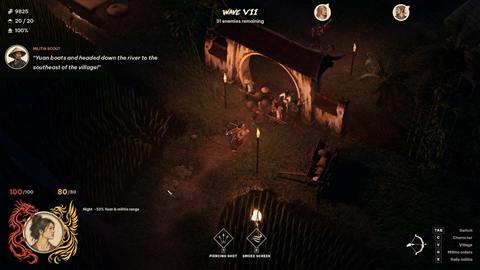 9825
20 / 20
100%
WAVE VII
31 enemies remaining
MILITIA SCOUT
"Yuan boats and headed down the river to the
southeast of the village!"
100/100
80/80
Night -33% Yuan & militia range
PIERCING SHOT
SMOKE SCREEN
TAB Switch
C Character
V Village
Militia orders
Rally militia